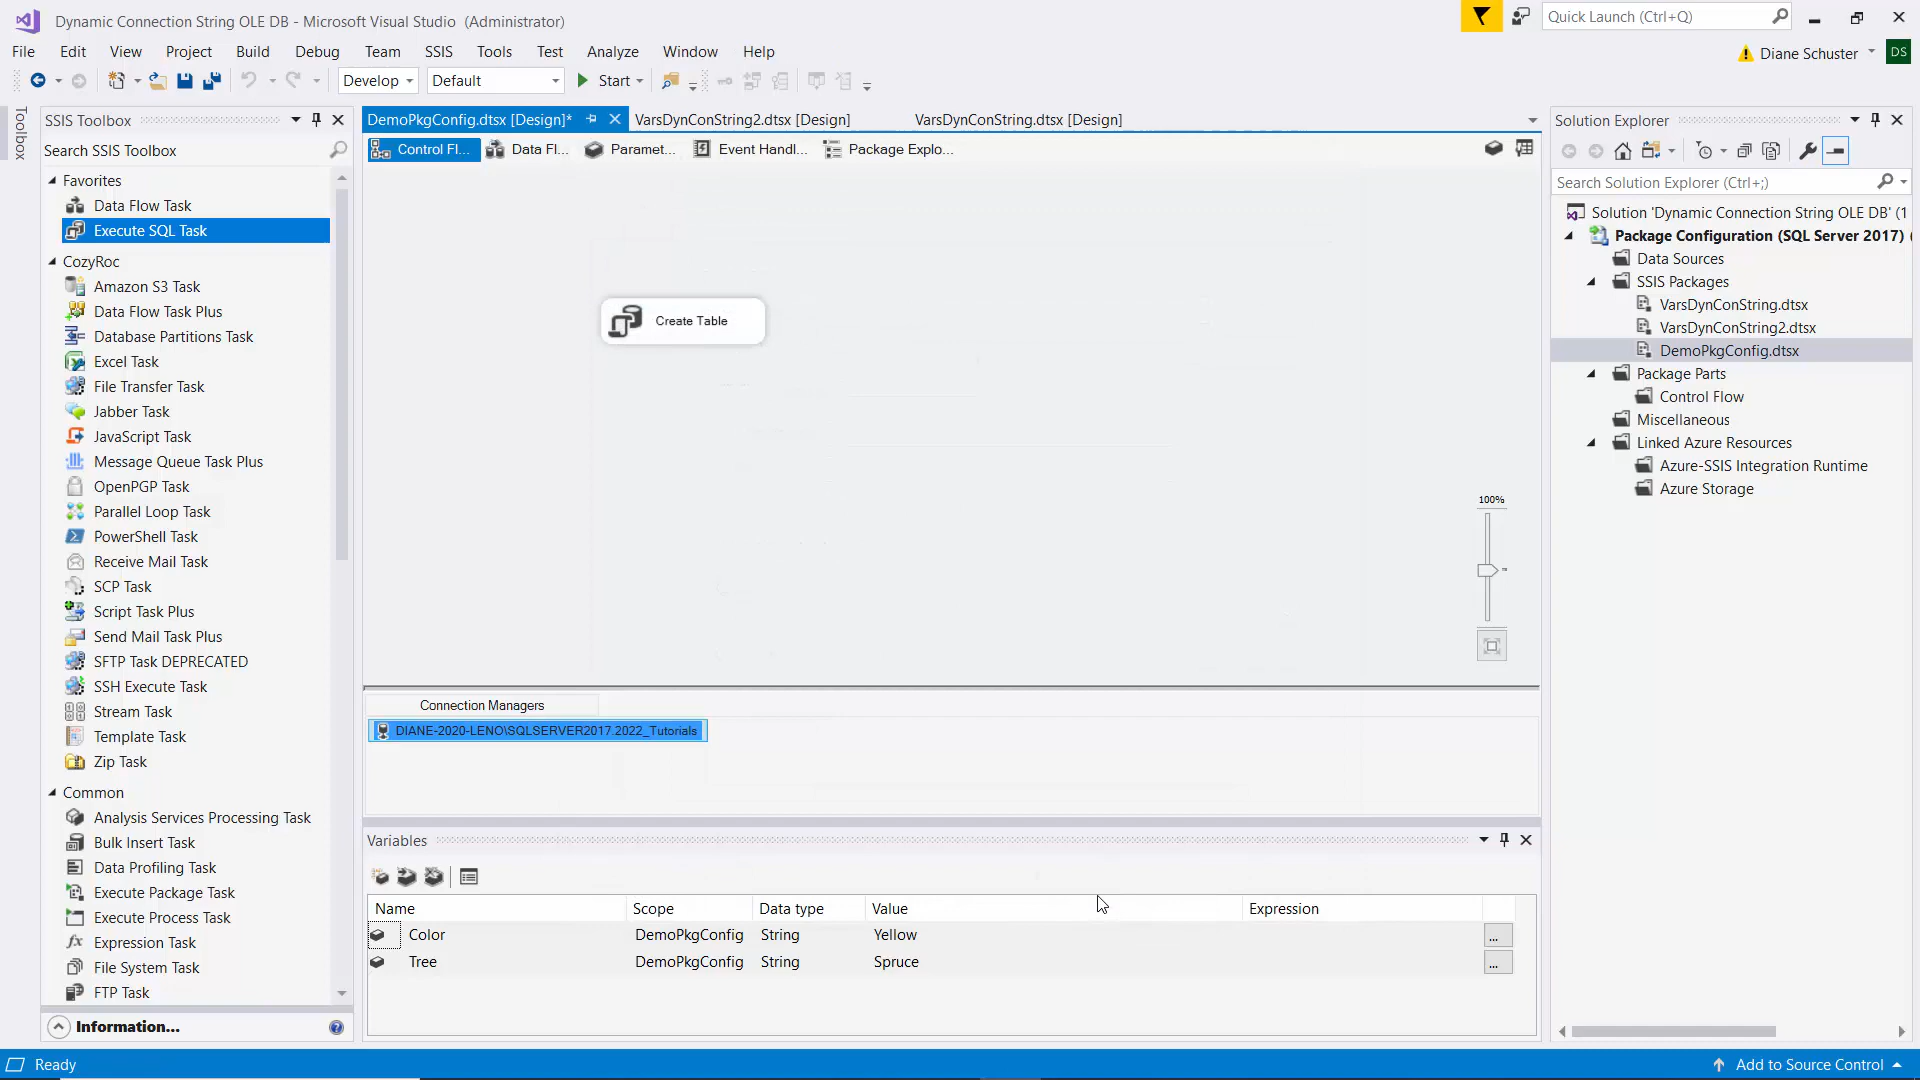 Dynamic Connection String OLE DB - Microsoft Visual Studio (Administrator)
Quick Launch (Ctrl+Q)
File Edit View Project Build Debug Team SSIS Tools Test Analyze Window Help
Diane Schuster DS
Develop Default Start
Toolbox
SSIS Toolbox
Search SSIS Toolbox
Favorites
Data Flow Task
Execute SQL Task
CozyRoc
Amazon S3 Task
Data Flow Task Plus
Database Partitions Task
Excel Task
File Transfer Task
Jabber Task
JavaScript Task
Message Queue Task Plus
OpenPGP Task
Parallel Loop Task
PowerShell Task
Receive Mail Task
SCP Task
Script Task Plus
Send Mail Task Plus
SFTP Task DEPRECATED
SSH Execute Task
Stream Task
Template Task
Zip Task
Common
Analysis Services Processing Task
Bulk Insert Task
Data Profiling Task
Execute Package Task
Execute Process Task
Expression Task
File System Task
FTP Task
Information...
DemoPkgConfig.dtsx [Design]* VarsDynConString2.dtsx [Design] VarsDynConString.dtsx [Design]
Control Fl... Data Fl... Paramet... Event Handl... Package Explo...
Create Table
100%
Connection Managers
DIANE-2020-LENO\SQLSERVER2017.2022_Tutorials
Variables
Name Scope Data type Value Expression
Color DemoPkgConfig String Yellow ...
Tree DemoPkgConfig String Spruce ...
Solution Explorer
Search Solution Explorer (Ctrl+;)
Solution 'Dynamic Connection String OLE DB' (1
Package Configuration (SQL Server 2017) (
Data Sources
SSIS Packages
VarsDynConString.dtsx
VarsDynConString2.dtsx
DemoPkgConfig.dtsx
Package Parts
Control Flow
Miscellaneous
Linked Azure Resources
Azure-SSIS Integration Runtime
Azure Storage
Ready
Add to Source Control